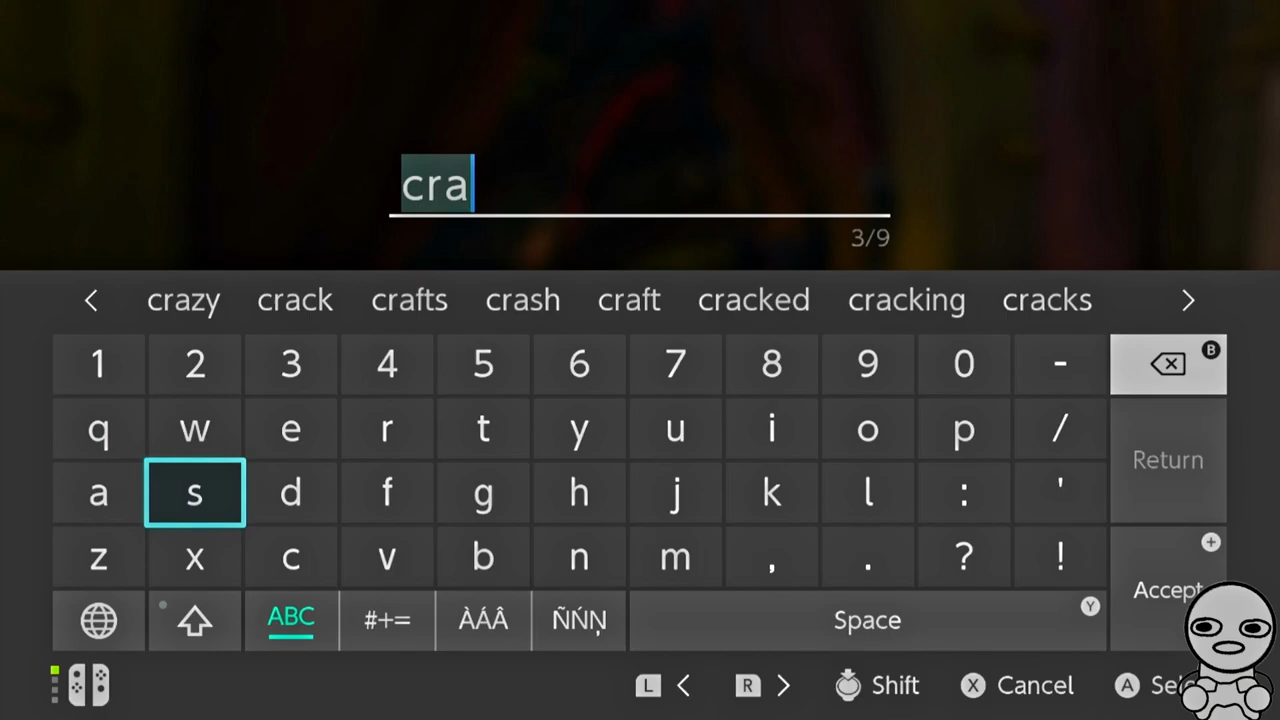 cra
3/9
< crazy crack crafts crash craft cracked cracking cracks >
1 2 3 4 5 6 7 8 9 0 - B
q w e r t y u i o p /
Return
a s d f g h j k l : '
z x c v b n m , . ? ! +
Accept
ABC #+= ÀÁÂ ÑŃŅ Space Y
L < R > Shift X Cancel A